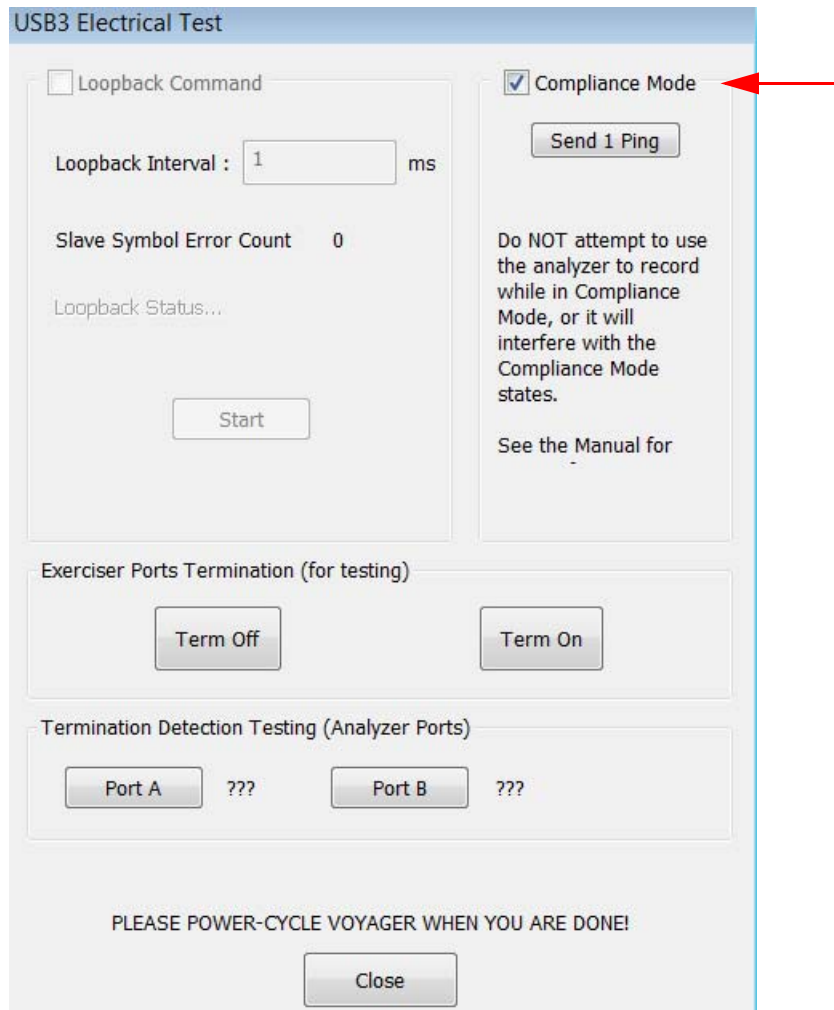 USB3 Electrical Test
Loopback Command
Loopback Interval : 1 ms
Slave Symbol Error Count 0
Loopback Status...
Start
Compliance Mode
Send 1 Ping
Do NOT attempt to use
the analyzer to record
while in Compliance
Mode, or it will
interfere with the
Compliance Mode
states.
See the Manual for
Exerciser Ports Termination (for testing)
Term Off Term On
Termination Detection Testing (Analyzer Ports)
Port A ??? Port B ???
PLEASE POWER-CYCLE VOYAGER WHEN YOU ARE DONE!
Close